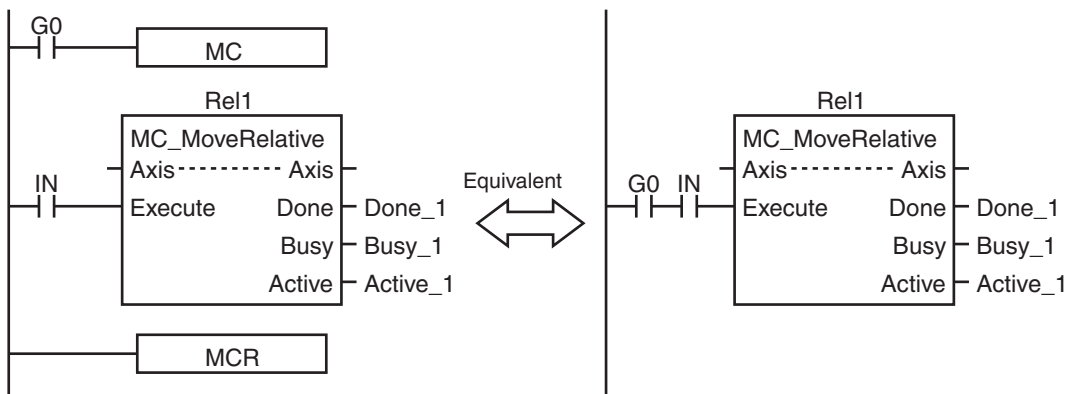 G0
MC
Rel1
MC_MoveRelative
Axis Axis
IN
Execute Done Done_1
Busy Busy_1
Active Active_1
MCR
Equivalent
Rel1
MC_MoveRelative
Axis Axis
G0 IN
Execute Done Done_1
Busy Busy_1
Active Active_1